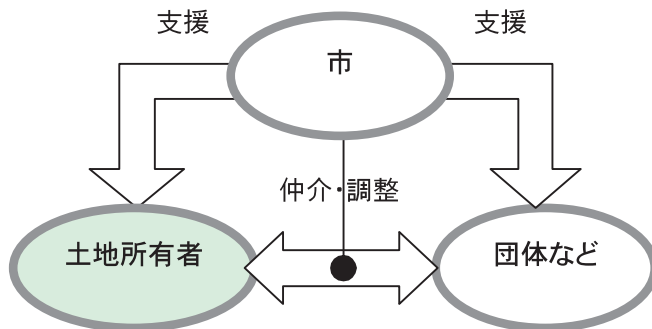 支援
支援
市
仲介・調整
土地所有者
団体など